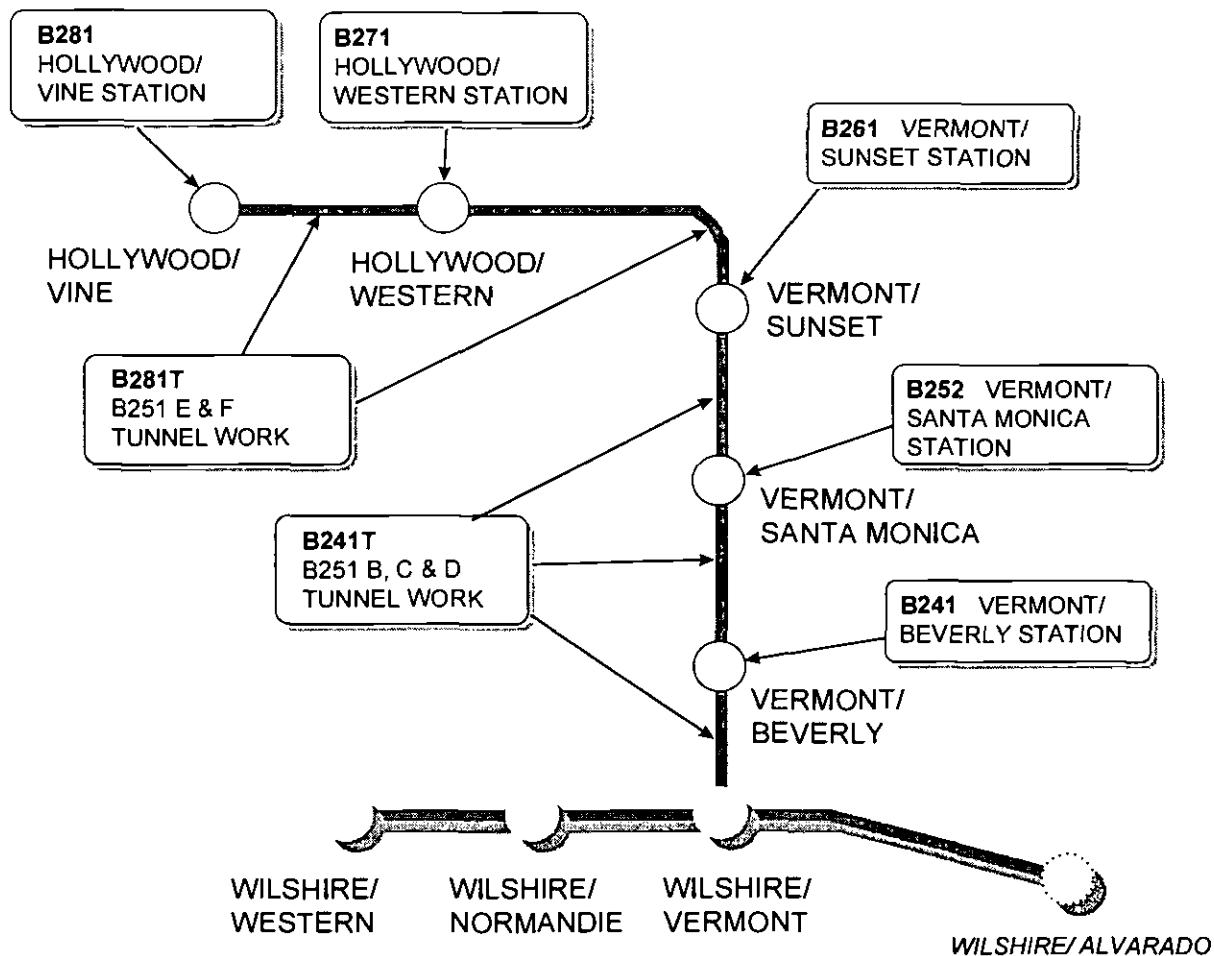 B281
HOLLYWOOD/
VINE STATION
B271
HOLLYWOOD/
WESTERN STATION
B261 VERMONT/
SUNSET STATION
HOLLYWOOD/
VINE
HOLLYWOOD/
WESTERN
VERMONT/
SUNSET
B281T
B251 E & F
TUNNEL WORK
B252 VERMONT/
SANTA MONICA
STATION
VERMONT/
SANTA MONICA
B241T
B251 B, C & D
TUNNEL WORK
B241 VERMONT/
BEVERLY STATION
VERMONT/
BEVERLY
WILSHIRE/
WESTERN
WILSHIRE/
NORMANDIE
WILSHIRE/
VERMONT
WILSHIRE/ ALVARADO